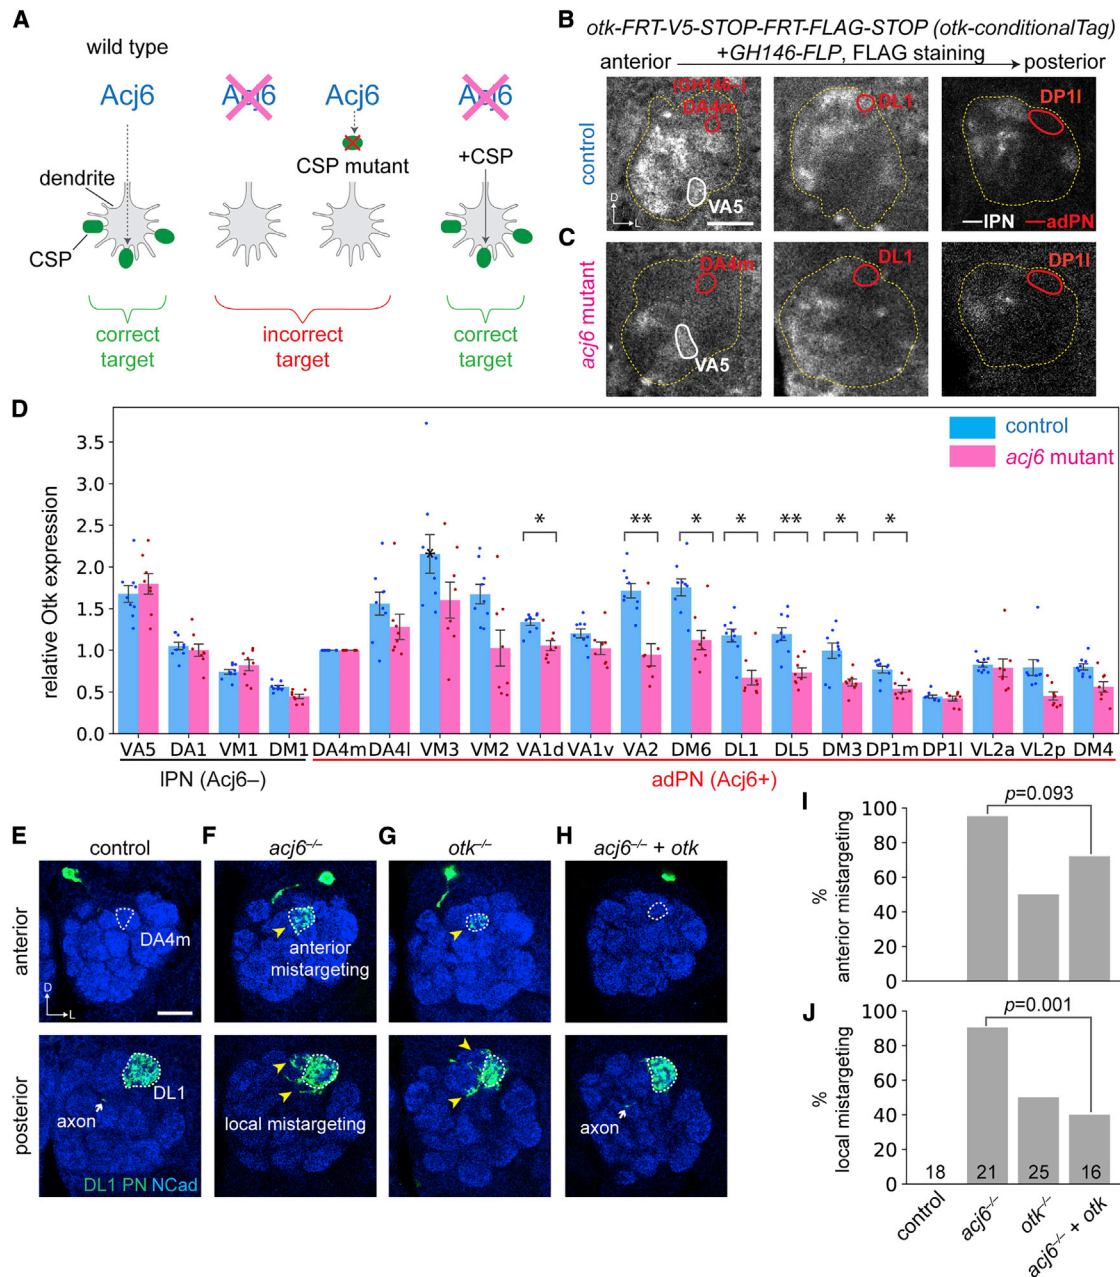 A
wild type
Acj6
Acj6
Acj6
Acj6
CSP mutant
+CSP
dendrite
CSP
correct
target
incorrect
target
correct
target
B
otk-FRT-V5-STOP-FRT-FLAG-STOP (otk-conditionalTag)
+GH146-FLP, FLAG staining
anterior
posterior
control
(GH146–)
DA4m
VA5
D
L
DL1
DP1l
lPN
adPN
C
acj6 mutant
DA4m
VA5
DL1
DP1l
D
relative Otk expression
3.5
3.0
2.5
2.0
1.5
1.0
0.5
0.0
control
acj6 mutant
* ** * * ** * *
*
VA5 DA1 VM1 DM1 DA4m DA4l VM3 VM2 VA1d VA1v VA2 DM6 DL1 DL5 DM3 DP1m DP1l VL2a VL2p DM4
lPN (Acj6–)
adPN (Acj6+)
E
control
F
acj6–/–
G
otk–/–
H
acj6–/– + otk
anterior
DA4m
D
L
anterior
mistargeting
posterior
DL1
axon
DL1 PN NCad
local mistargeting
axon
I
%
anterior mistargeting
100
80
60
40
20
0
p=0.093
J
%
local mistargeting
100
80
60
40
20
0
p=0.001
18 21 25 16
control
acj6–/–
otk–/–
acj6–/– + otk